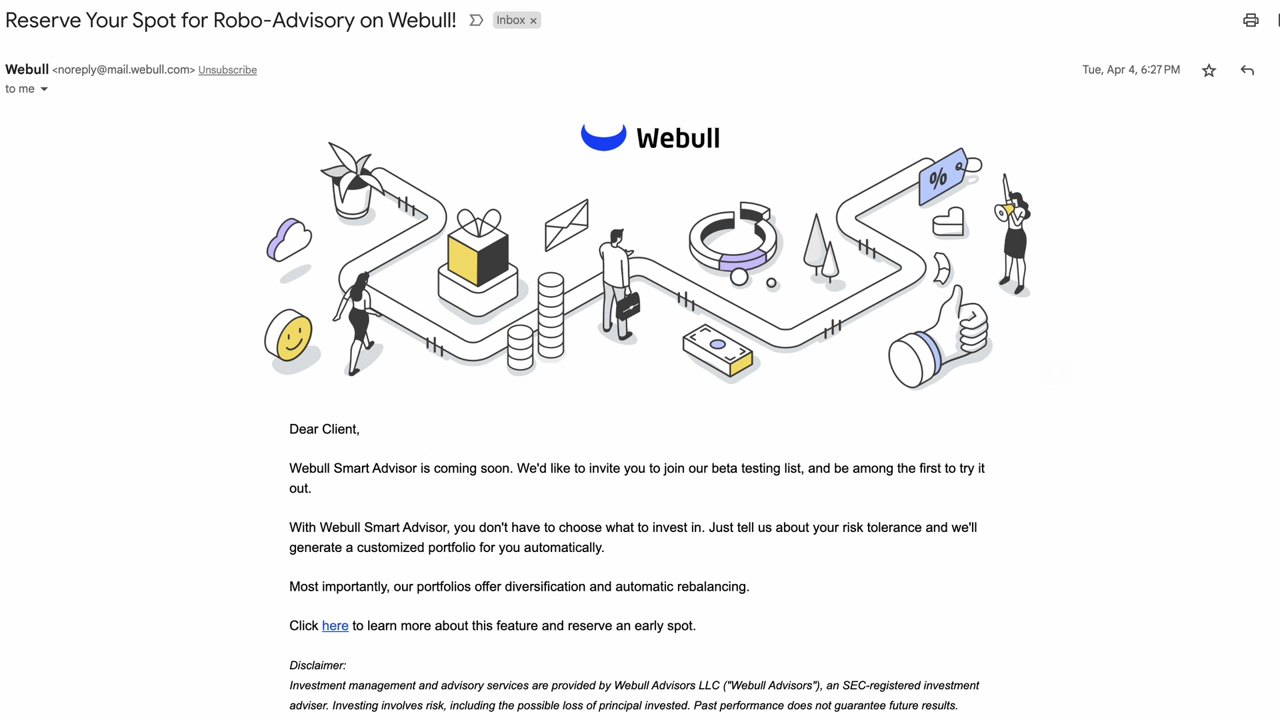 Reserve Your Spot for Robo-Advisory on Webull! Inbox ×
Webull <noreply@mail.webull.com> Unsubscribe Tue, Apr 4, 6:27 PM
to me
Webull
%
Dear Client,
Webull Smart Advisor is coming soon. We'd like to invite you to join our beta testing list, and be among the first to try it
out.
With Webull Smart Advisor, you don't have to choose what to invest in. Just tell us about your risk tolerance and we'll
generate a customized portfolio for you automatically.
Most importantly, our portfolios offer diversification and automatic rebalancing.
Click here to learn more about this feature and reserve an early spot.
Disclaimer:
Investment management and advisory services are provided by Webull Advisors LLC ("Webull Advisors"), an SEC-registered investment
adviser. Investing involves risk, including the possible loss of principal invested. Past performance does not guarantee future results.